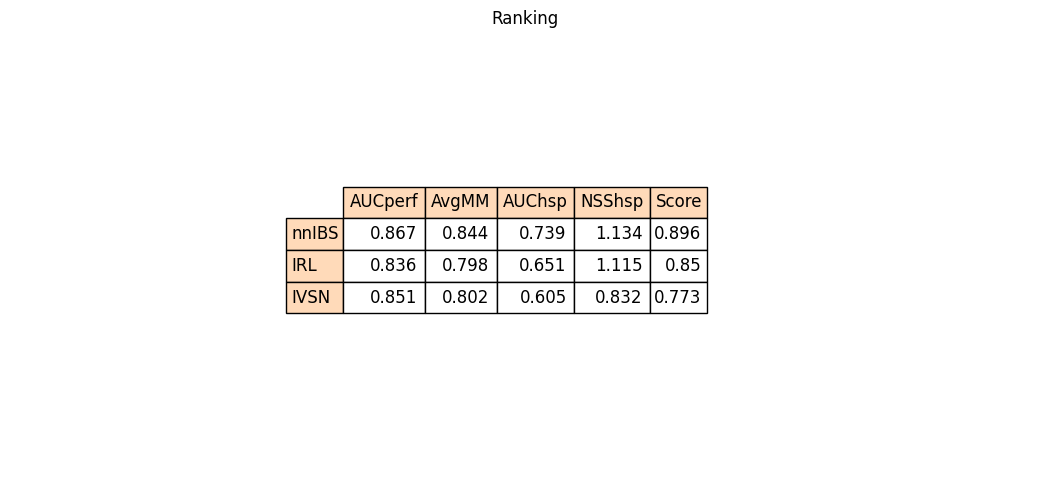 Ranking
AUCperf AvgMM AUChsp NSShsp Score
nnIBS 0.867 0.844 0.739 1.134 0.896
IRL 0.836 0.798 0.651 1.115 0.85
IVSN 0.851 0.802 0.605 0.832 0.773